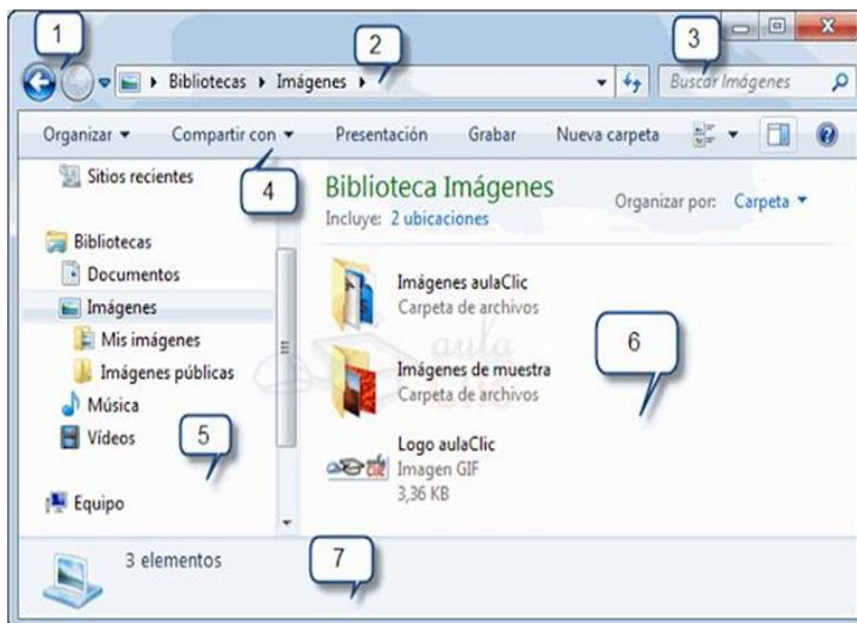 1
2
3
Bibliotecas Imágenes
Buscar Imágenes
Organizar Compartir con Presentación Grabar Nueva carpeta
4
Sitios recientes
Bibliotecas
Documentos
Imágenes
Mis imágenes
Imágenes públicas
Música
Vídeos
5
Equipo
Biblioteca Imágenes
Incluye: 2 ubicaciones
Organizar por: Carpeta
Imágenes aulaClic
Carpeta de archivos
6
aula
clic
Imágenes de muestra
Carpeta de archivos
clic
Logo aulaClic
Imagen GIF
3,36 KB
3 elementos
7